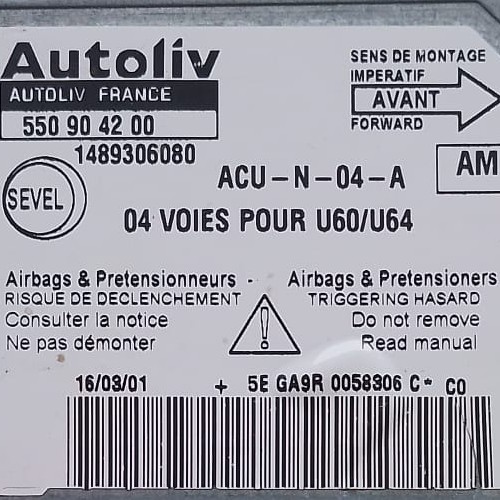 Autoliv
AUTOLIV FRANCE
550 90 42 00
1489306080
SENS DE MONTAGE
IMPERATIF
AVANT
FORWARD
SEVEL
ACU-N-04-A
AM
04 VOIES POUR U60/U64
Airbags & Pretensionneurs -
RISQUE DE DECLENCHEMENT
Consulter la notice
Ne pas démonter
Airbags & Pretensioners
TRIGGERING HASARD
Do not remove
Read manual
16/03/01 + 5E GA9R 0058306 C* C0